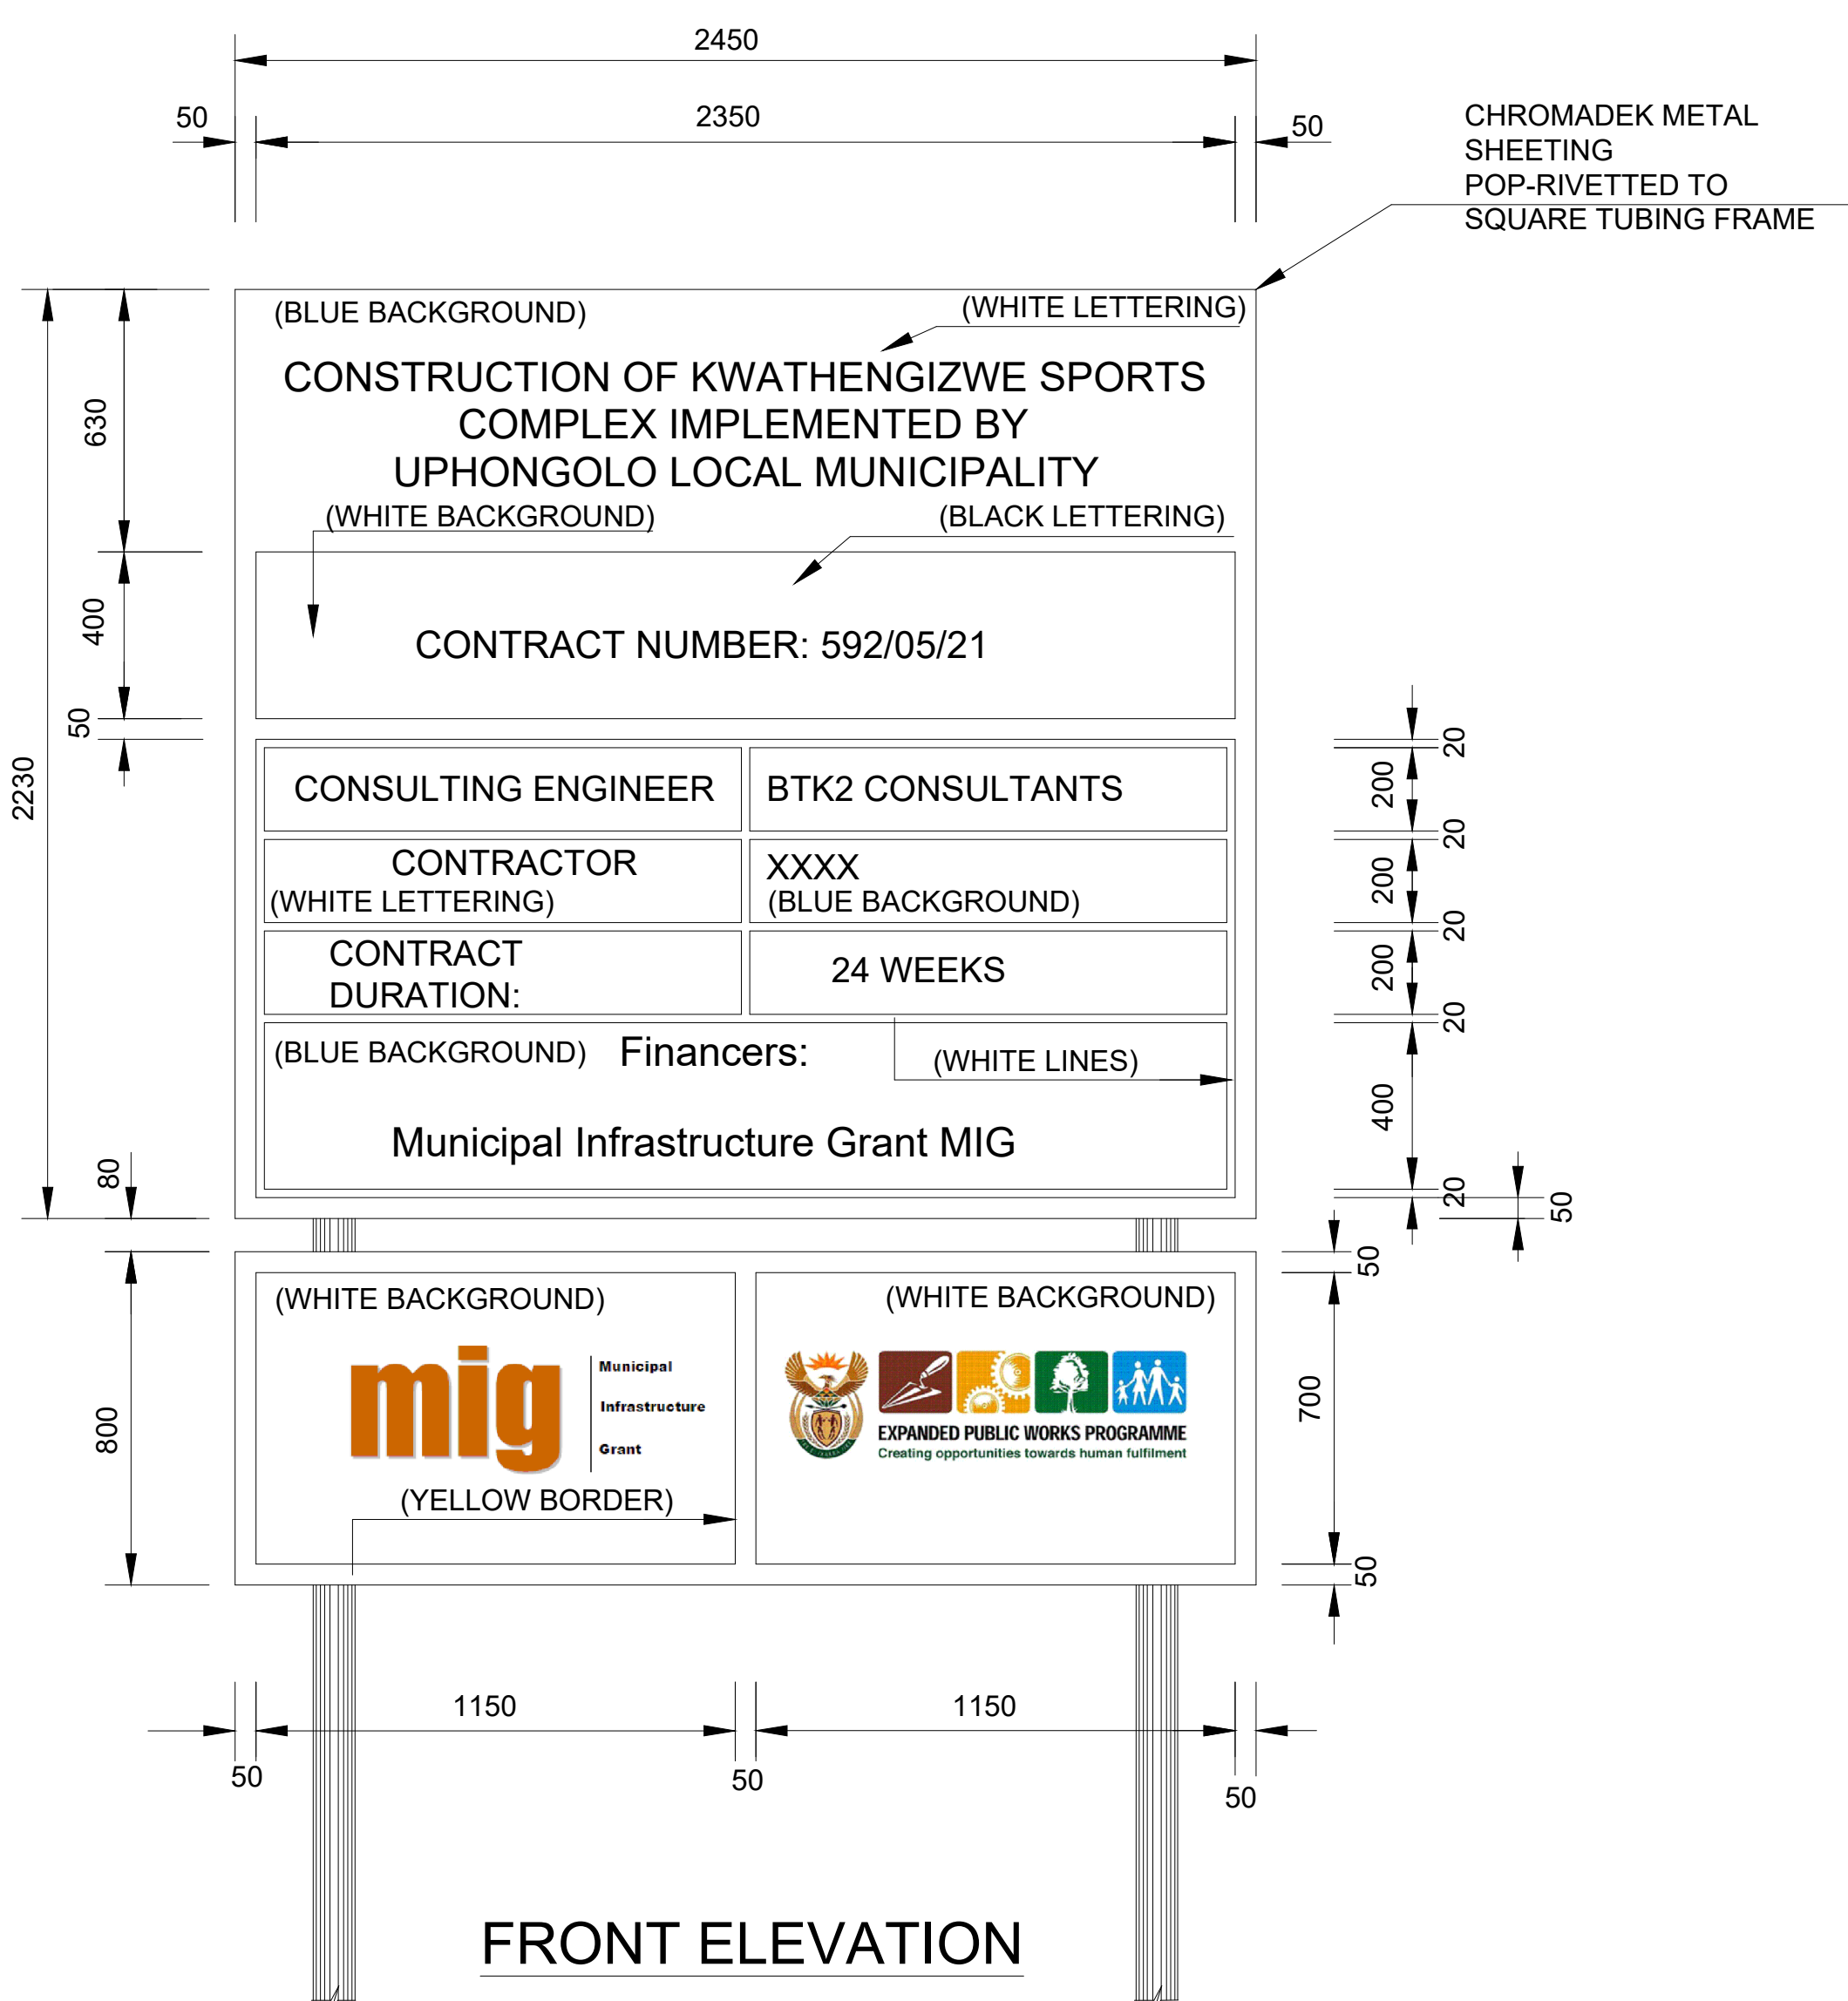 2450
50
2350
50
CHROMADEK METAL
SHEETING
POP-RIVETTED TO
SQUARE TUBING FRAME
(BLUE BACKGROUND)
(WHITE LETTERING)
CONSTRUCTION OF KWATHENGIZWE SPORTS
COMPLEX IMPLEMENTED BY
UPHONGOLO LOCAL MUNICIPALITY
(WHITE BACKGROUND)
(BLACK LETTERING)
630
400
50
2230
80
800
CONTRACT NUMBER: 592/05/21
CONSULTING ENGINEER
BTK2 CONSULTANTS
CONTRACTOR
(WHITE LETTERING)
XXXX
(BLUE BACKGROUND)
CONTRACT
DURATION:
24 WEEKS
(BLUE BACKGROUND)
Financers:
(WHITE LINES)
Municipal Infrastructure Grant MIG
20
200
20
200
20
200
20
400
20
50
50
700
50
(WHITE BACKGROUND)
(WHITE BACKGROUND)
mig
Municipal
Infrastructure
Grant
EXPANDED PUBLIC WORKS PROGRAMME
Creating opportunities towards human fulfilment
(YELLOW BORDER)
1150
1150
50
50
50
FRONT ELEVATION